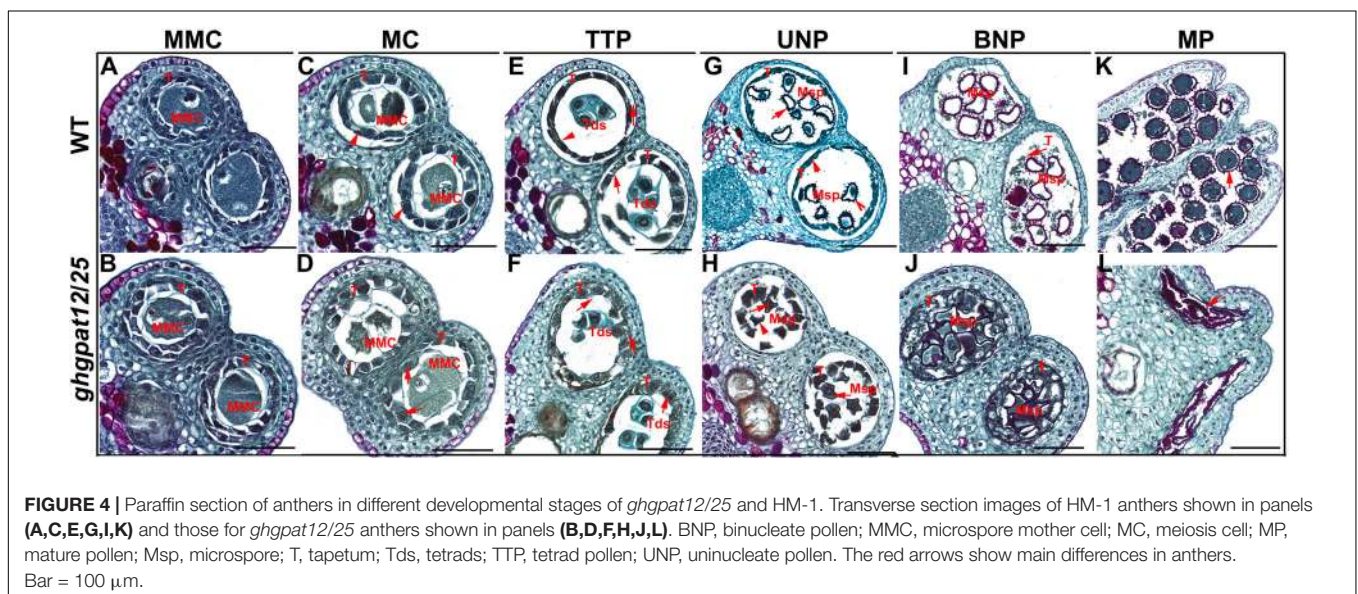 MMC MC TTP UNP BNP MP
WT
A C E G I K
T T T T Msp
MMC MMC Tds Msp T
T T Msp
MMC Tds T Msp
ghgpat12/25
B D F H J L
T T T T T
MMC MMC Tds Msp Msp
T T T T T
MMC MMC Tds Msp Msp
FIGURE 4 | Paraffin section of anthers in different developmental stages of ghgpat12/25 and HM-1. Transverse section images of HM-1 anthers shown in panels
(A,C,E,G,I,K) and those for ghgpat12/25 anthers shown in panels (B,D,F,H,J,L). BNP, binucleate pollen; MMC, microspore mother cell; MC, meiosis cell; MP,
mature pollen; Msp, microspore; T, tapetum; Tds, tetrads; TTP, tetrad pollen; UNP, uninucleate pollen. The red arrows show main differences in anthers.
Bar = 100 μm.